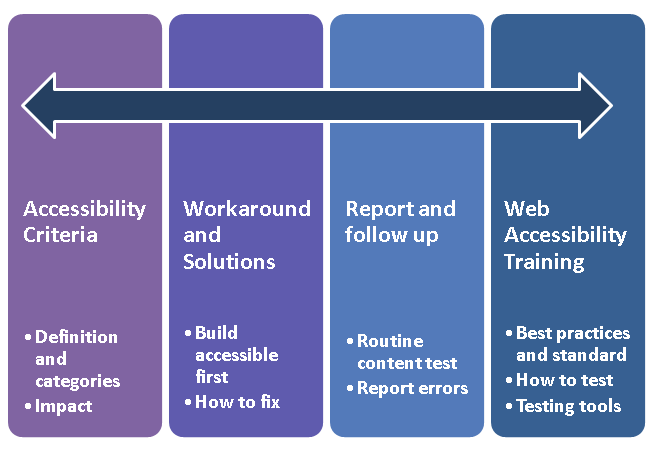 Accessibility
Criteria
• Definition
and
categories
• Impact
Workaround
and
Solutions
• Build
accessible
first
• How to fix
Report and
follow up
• Routine
content test
• Report errors
Web
Accessibility
Training
• Best practices
and standard
• How to test
• Testing tools